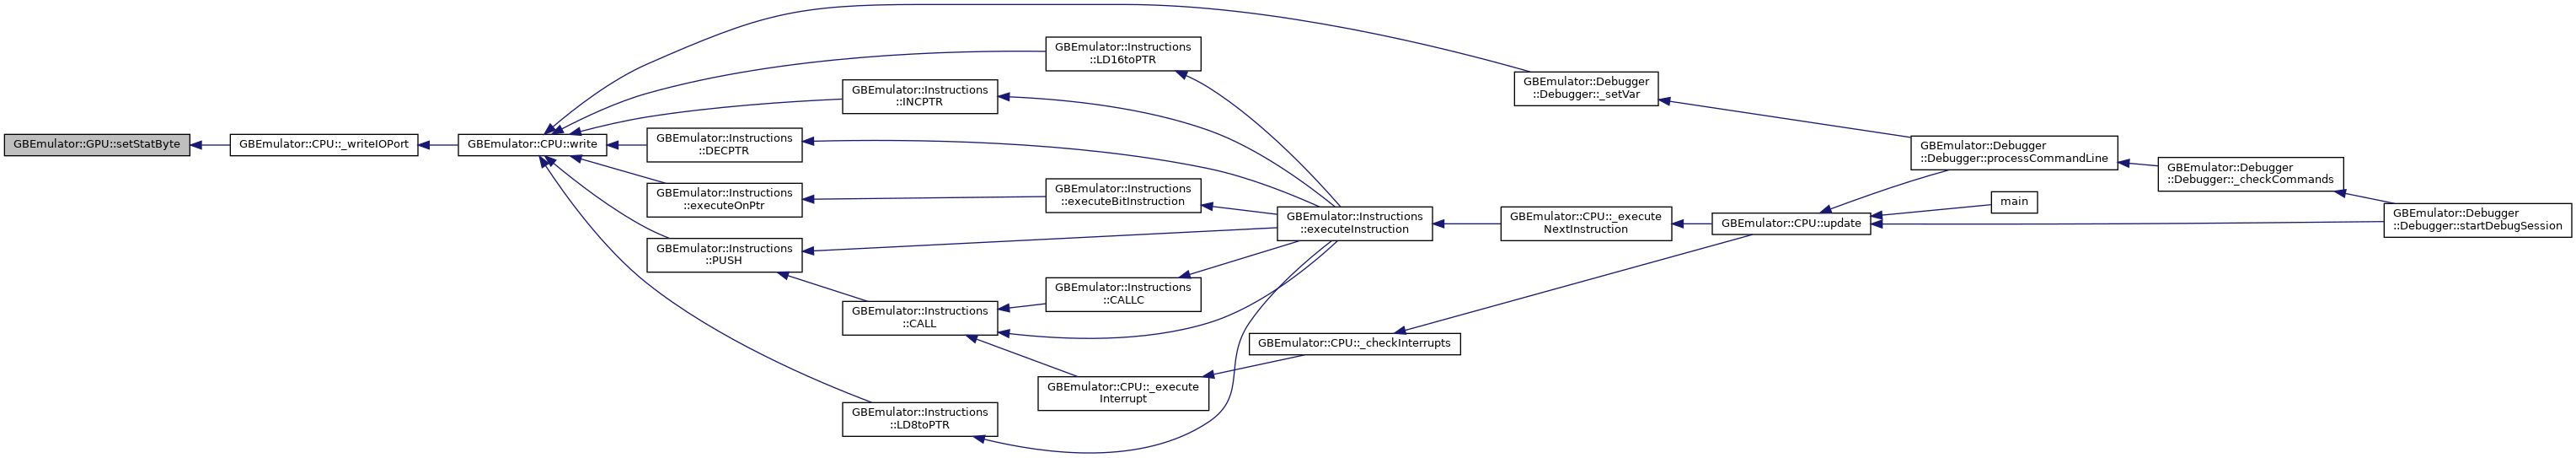 GBEmulator::GPU::setStatByte
GBEmulator::CPU::_writeIOPort
GBEmulator::CPU::write
GBEmulator::Instructions
::LD16toPTR
GBEmulator::Instructions
::INCPTR
GBEmulator::Instructions
::DECPTR
GBEmulator::Instructions
::executeOnPtr
GBEmulator::Instructions
::PUSH
GBEmulator::Instructions
::CALL
GBEmulator::Instructions
::LD8toPTR
GBEmulator::Instructions
::executeBitInstruction
GBEmulator::Instructions
::CALLC
GBEmulator::CPU::_execute
Interrupt
GBEmulator::Instructions
::executeInstruction
GBEmulator::CPU::_checkInterrupts
GBEmulator::CPU::_execute
NextInstruction
GBEmulator::Debugger
::Debugger::_setVar
GBEmulator::CPU::update
GBEmulator::Debugger
::Debugger::processCommandLine
main
GBEmulator::Debugger
::Debugger::_checkCommands
GBEmulator::Debugger
::Debugger::startDebugSession